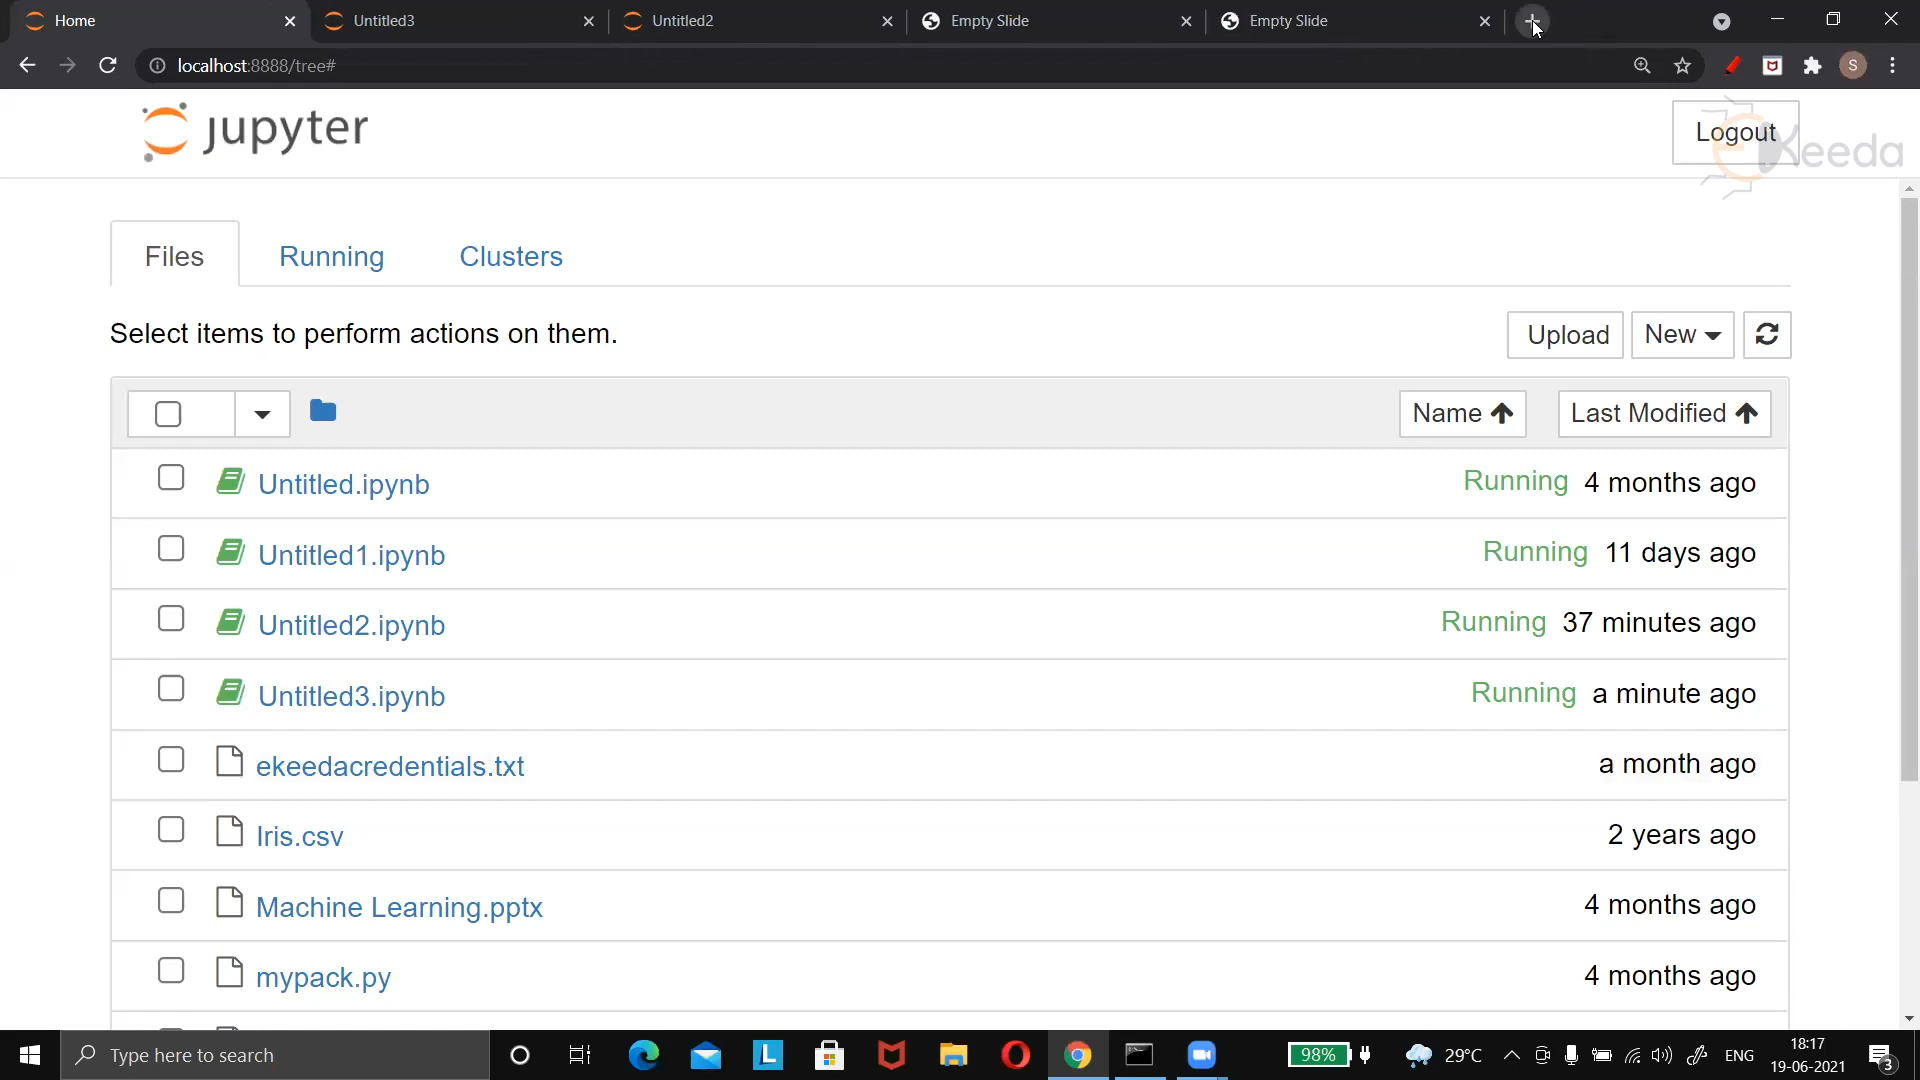 Home
Untitled3
Untitled2
Empty Slide
Empty Slide
localhost:8888/tree#
S
jupyter
Logout
Keeda
Files
Running
Clusters
Select items to perform actions on them.
Upload
New
Name
Last Modified
Untitled.ipynb
Running 4 months ago
Untitled1.ipynb
Running 11 days ago
Untitled2.ipynb
Running 37 minutes ago
Untitled3.ipynb
Running a minute ago
ekeedacredentials.txt
a month ago
Iris.csv
2 years ago
Machine Learning.pptx
4 months ago
mypack.py
4 months ago
Type here to search
L
98%
29°C
ENG
18:17
19-06-2021
3